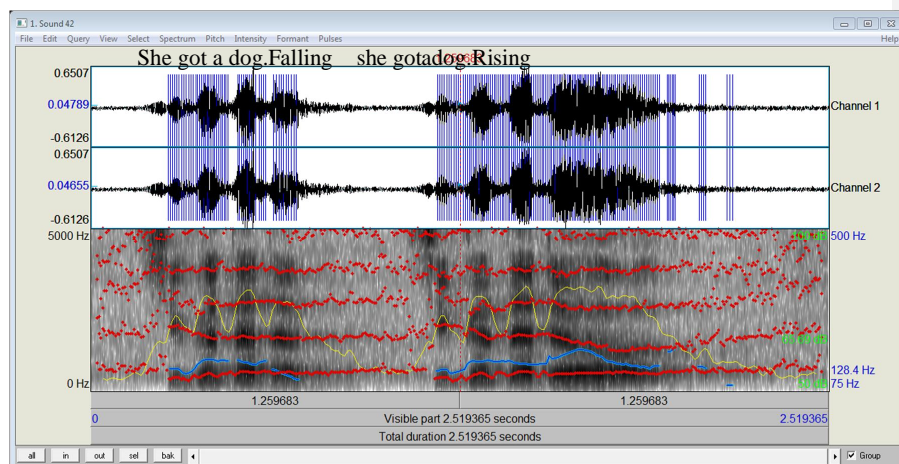 1. Sound 42
File Edit Query View Select Spectrum Pitch Intensity Formant Pulses Help
She got a dog.Falling she gotadog.Rising
0.6507
0.04789 Channel 1
-0.6126
0.6507
0.04655 Channel 2
-0.6126
5000 Hz 500 Hz
128.4 Hz
0 Hz 75 Hz
1.259683 1.259683
0 Visible part 2.519365 seconds 2.519365
Total duration 2.519365 seconds
all in out sel bak Group